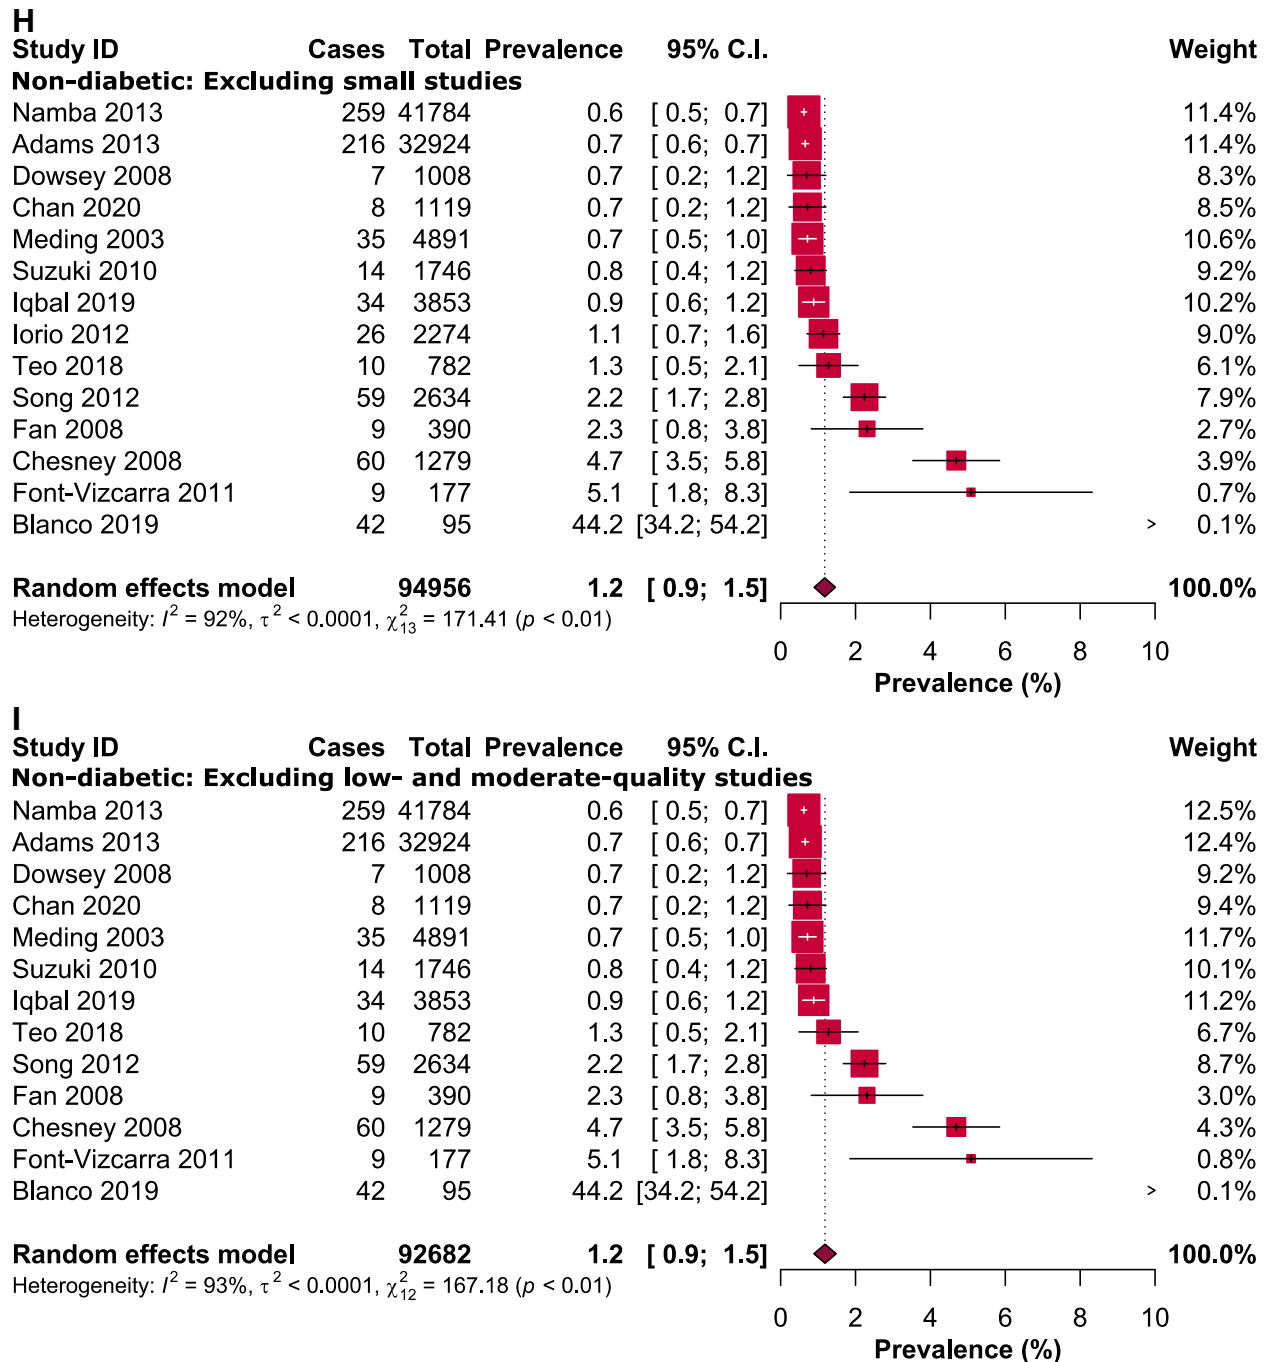 H
Study ID Cases Total Prevalence 95% C.I. Weight
Non-diabetic: Excluding small studies
Namba 2013 259 41784 0.6 [ 0.5; 0.7] 11.4%
Adams 2013 216 32924 0.7 [ 0.6; 0.7] 11.4%
Dowsey 2008 7 1008 0.7 [ 0.2; 1.2] 8.3%
Chan 2020 8 1119 0.7 [ 0.2; 1.2] 8.5%
Meding 2003 35 4891 0.7 [ 0.5; 1.0] 10.6%
Suzuki 2010 14 1746 0.8 [ 0.4; 1.2] 9.2%
Iqbal 2019 34 3853 0.9 [ 0.6; 1.2] 10.2%
Iorio 2012 26 2274 1.1 [ 0.7; 1.6] 9.0%
Teo 2018 10 782 1.3 [ 0.5; 2.1] 6.1%
Song 2012 59 2634 2.2 [ 1.7; 2.8] 7.9%
Fan 2008 9 390 2.3 [ 0.8; 3.8] 2.7%
Chesney 2008 60 1279 4.7 [ 3.5; 5.8] 3.9%
Font-Vizcarra 2011 9 177 5.1 [ 1.8; 8.3] 0.7%
Blanco 2019 42 95 44.2 [34.2; 54.2] > 0.1%
Random effects model 94956 1.2 [ 0.9; 1.5] 100.0%
Heterogeneity: I² = 92%, τ² < 0.0001, χ²₁₃ = 171.41 (p < 0.01)
0 2 4 6 8 10
Prevalence (%)
I
Study ID Cases Total Prevalence 95% C.I. Weight
Non-diabetic: Excluding low- and moderate-quality studies
Namba 2013 259 41784 0.6 [ 0.5; 0.7] 12.5%
Adams 2013 216 32924 0.7 [ 0.6; 0.7] 12.4%
Dowsey 2008 7 1008 0.7 [ 0.2; 1.2] 9.2%
Chan 2020 8 1119 0.7 [ 0.2; 1.2] 9.4%
Meding 2003 35 4891 0.7 [ 0.5; 1.0] 11.7%
Suzuki 2010 14 1746 0.8 [ 0.4; 1.2] 10.1%
Iqbal 2019 34 3853 0.9 [ 0.6; 1.2] 11.2%
Teo 2018 10 782 1.3 [ 0.5; 2.1] 6.7%
Song 2012 59 2634 2.2 [ 1.7; 2.8] 8.7%
Fan 2008 9 390 2.3 [ 0.8; 3.8] 3.0%
Chesney 2008 60 1279 4.7 [ 3.5; 5.8] 4.3%
Font-Vizcarra 2011 9 177 5.1 [ 1.8; 8.3] 0.8%
Blanco 2019 42 95 44.2 [34.2; 54.2] > 0.1%
Random effects model 92682 1.2 [ 0.9; 1.5] 100.0%
Heterogeneity: I² = 93%, τ² < 0.0001, χ²₁₂ = 167.18 (p < 0.01)
0 2 4 6 8 10
Prevalence (%)